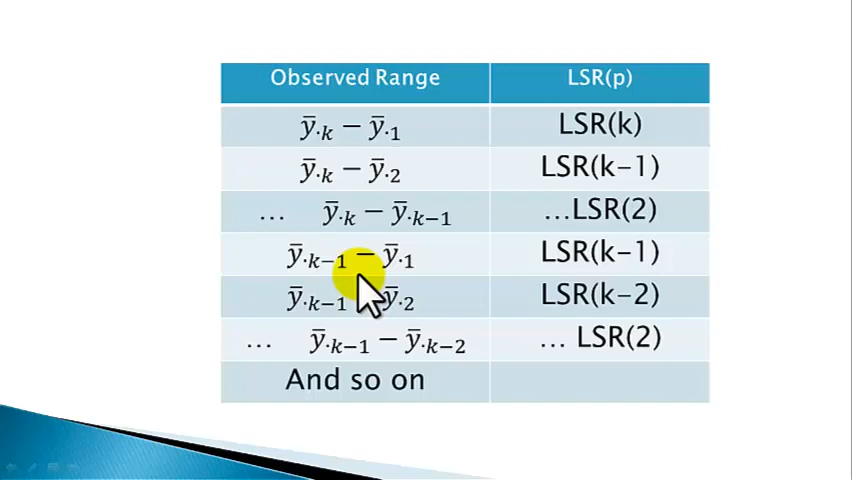 Observed Range LSR(p)
ȳ.k − ȳ.1 LSR(k)
ȳ.k − ȳ.2 LSR(k−1)
... ȳ.k − ȳ.k−1 ...LSR(2)
ȳ.k−1 − ȳ.1 LSR(k−1)
ȳ.k−1 ȳ.2 LSR(k−2)
... ȳ.k−1 − ȳ.k−2 ... LSR(2)
And so on